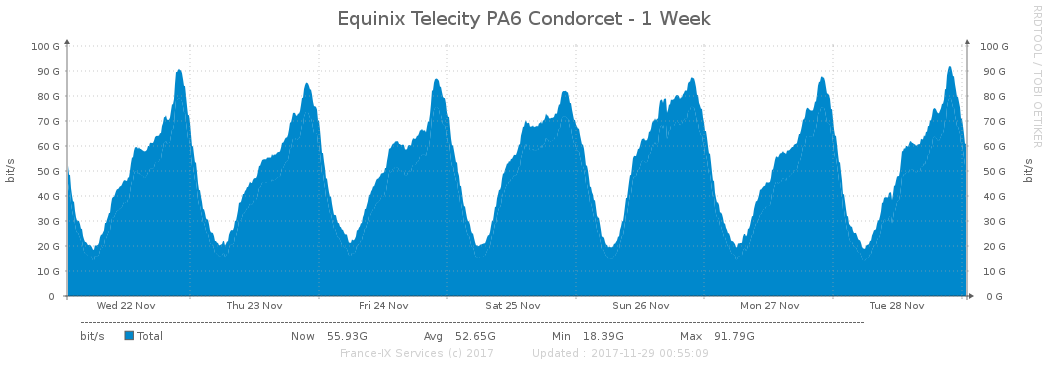 Equinix Telecity PA6 Condorcet - 1 Week
RRDTOOL / TOBI OETIKER
100 G 100 G
90 G 90 G
80 G 80 G
70 G 70 G
60 G 60 G
50 G 50 G
40 G 40 G
30 G 30 G
20 G 20 G
10 G 10 G
0 0 G
bit/s
bit/s
Wed 22 Nov Thu 23 Nov Fri 24 Nov Sat 25 Nov Sun 26 Nov Mon 27 Nov Tue 28 Nov
bit/s Total Now 55.93G Avg 52.65G Min 18.39G Max 91.79G
France-IX Services (c) 2017 Updated : 2017-11-29 00:55:09